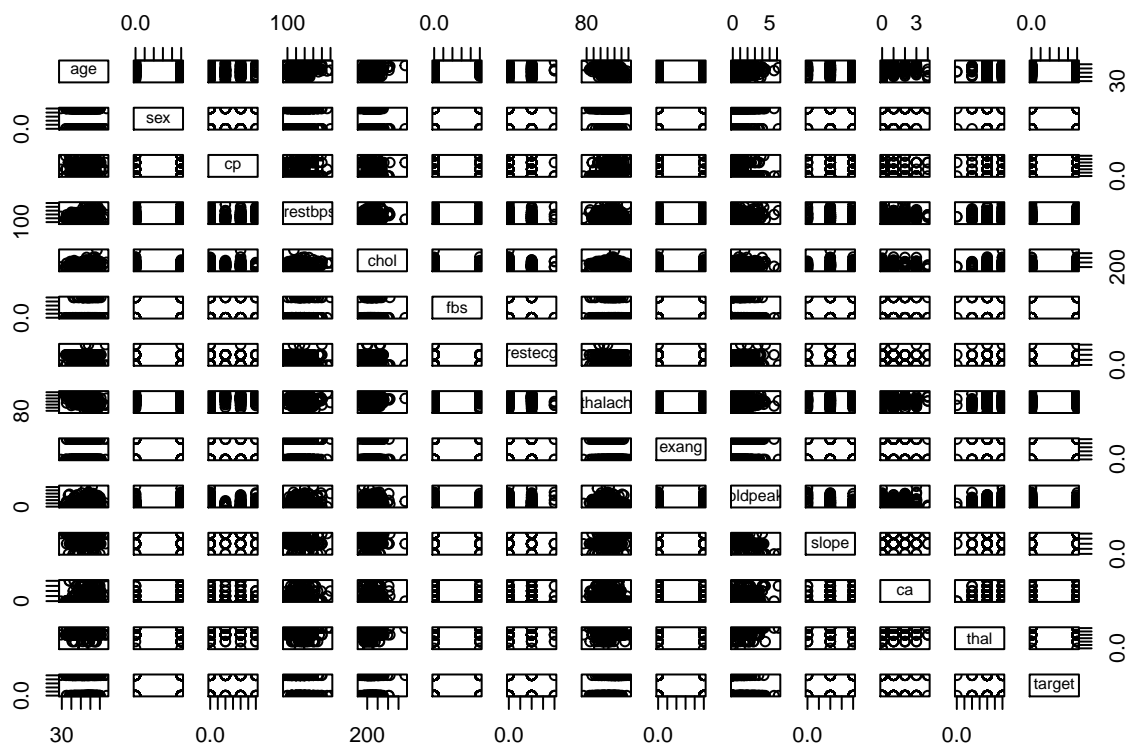 0.0 100 0.0 80 0 5 0 3 0.0
age 30
0.0 sex
cp 0.0
100 restbps
chol 200
0.0 fbs
restecg 0.0
80 thalach
exang 0.0
0 oldpeak
slope 0.0
0 ca
thal 0.0
0.0 target
30 0.0 200 0.0 0.0 0.0 0.0